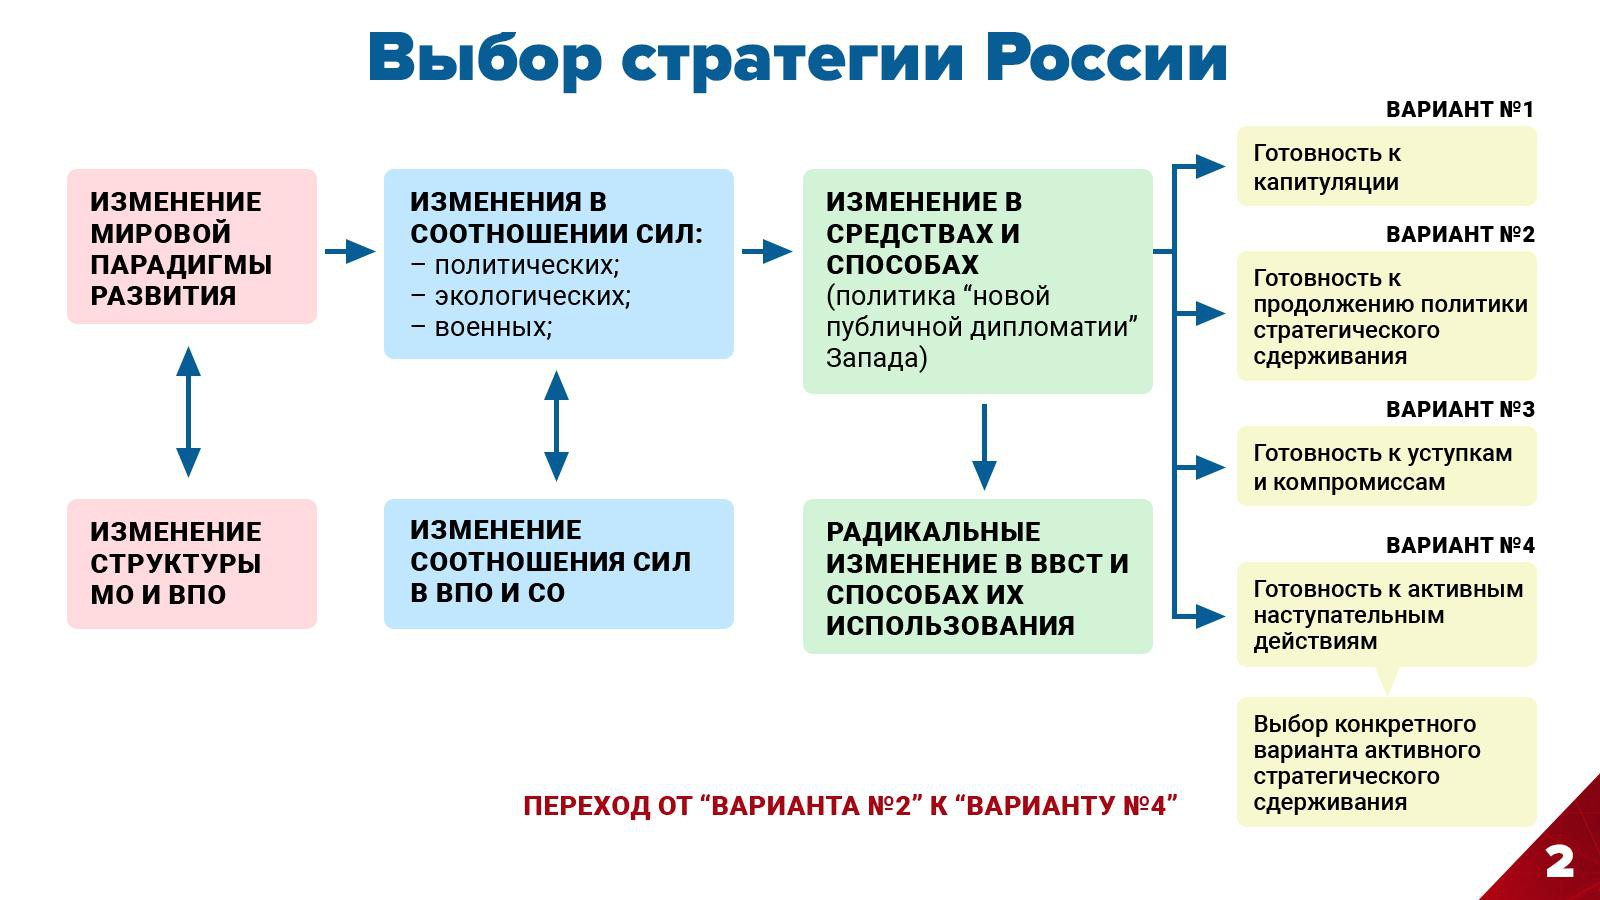 Выбор стратегии России
ИЗМЕНЕНИЕ
МИРОВОЙ
ПАРАДИГМЫ
РАЗВИТИЯ
ИЗМЕНЕНИЯ В
СООТНОШЕНИИ СИЛ:
– политических;
– экологических;
– военных;
ИЗМЕНЕНИЕ В
СРЕДСТВАХ И
СПОСОБАХ
(политика “новой
публичной дипломатии”
Запада)
ВАРИАНТ №1
Готовность к
капитуляции
ВАРИАНТ №2
Готовность к
продолжению политики
стратегического
сдерживания
ВАРИАНТ №3
Готовность к уступкам
и компромиссам
ВАРИАНТ №4
Готовность к активным
наступательным
действиям
Выбор конкретного
варианта активного
стратегического
сдерживания
ИЗМЕНЕНИЕ
СТРУКТУРЫ
МО И ВПО
ИЗМЕНЕНИЕ
СООТНОШЕНИЯ СИЛ
В ВПО И СО
РАДИКАЛЬНЫЕ
ИЗМЕНЕНИЕ В ВВСТ И
СПОСОБАХ ИХ
ИСПОЛЬЗОВАНИЯ
ПЕРЕХОД ОТ “ВАРИАНТА №2” К “ВАРИАНТУ №4”
2